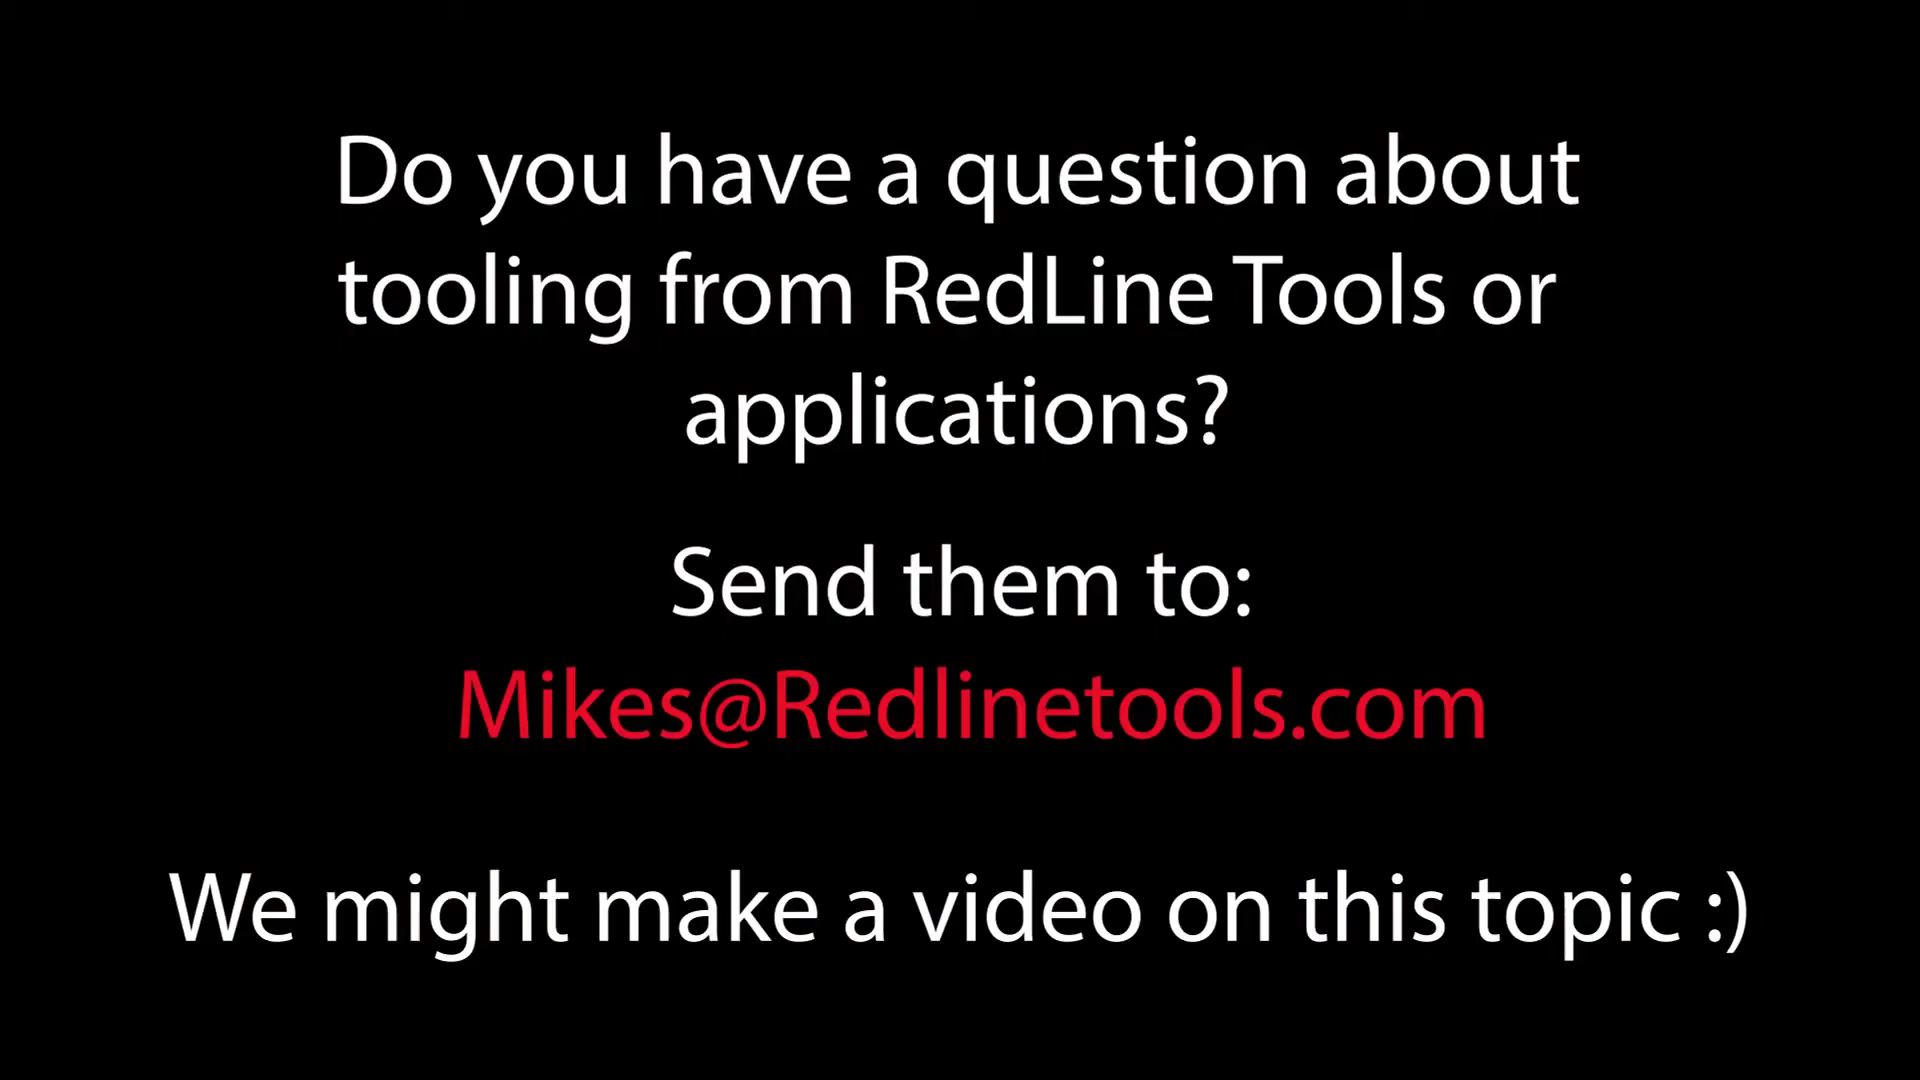 Do you have a question about
tooling from RedLine Tools or
applications?
Send them to:
Mikes@Redlinetools.com
We might make a video on this topic :)